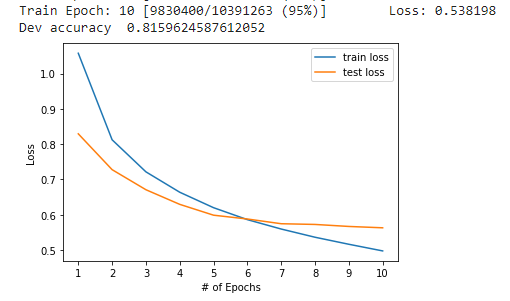 Train Epoch: 10 [9830400/10391263 (95%)]	Loss: 0.538198
Dev accuracy  0.8159624587612052
train loss
test loss
1.0
0.9
0.8
0.7
0.6
0.5
Loss
1 2 3 4 5 6 7 8 9 10
# of Epochs